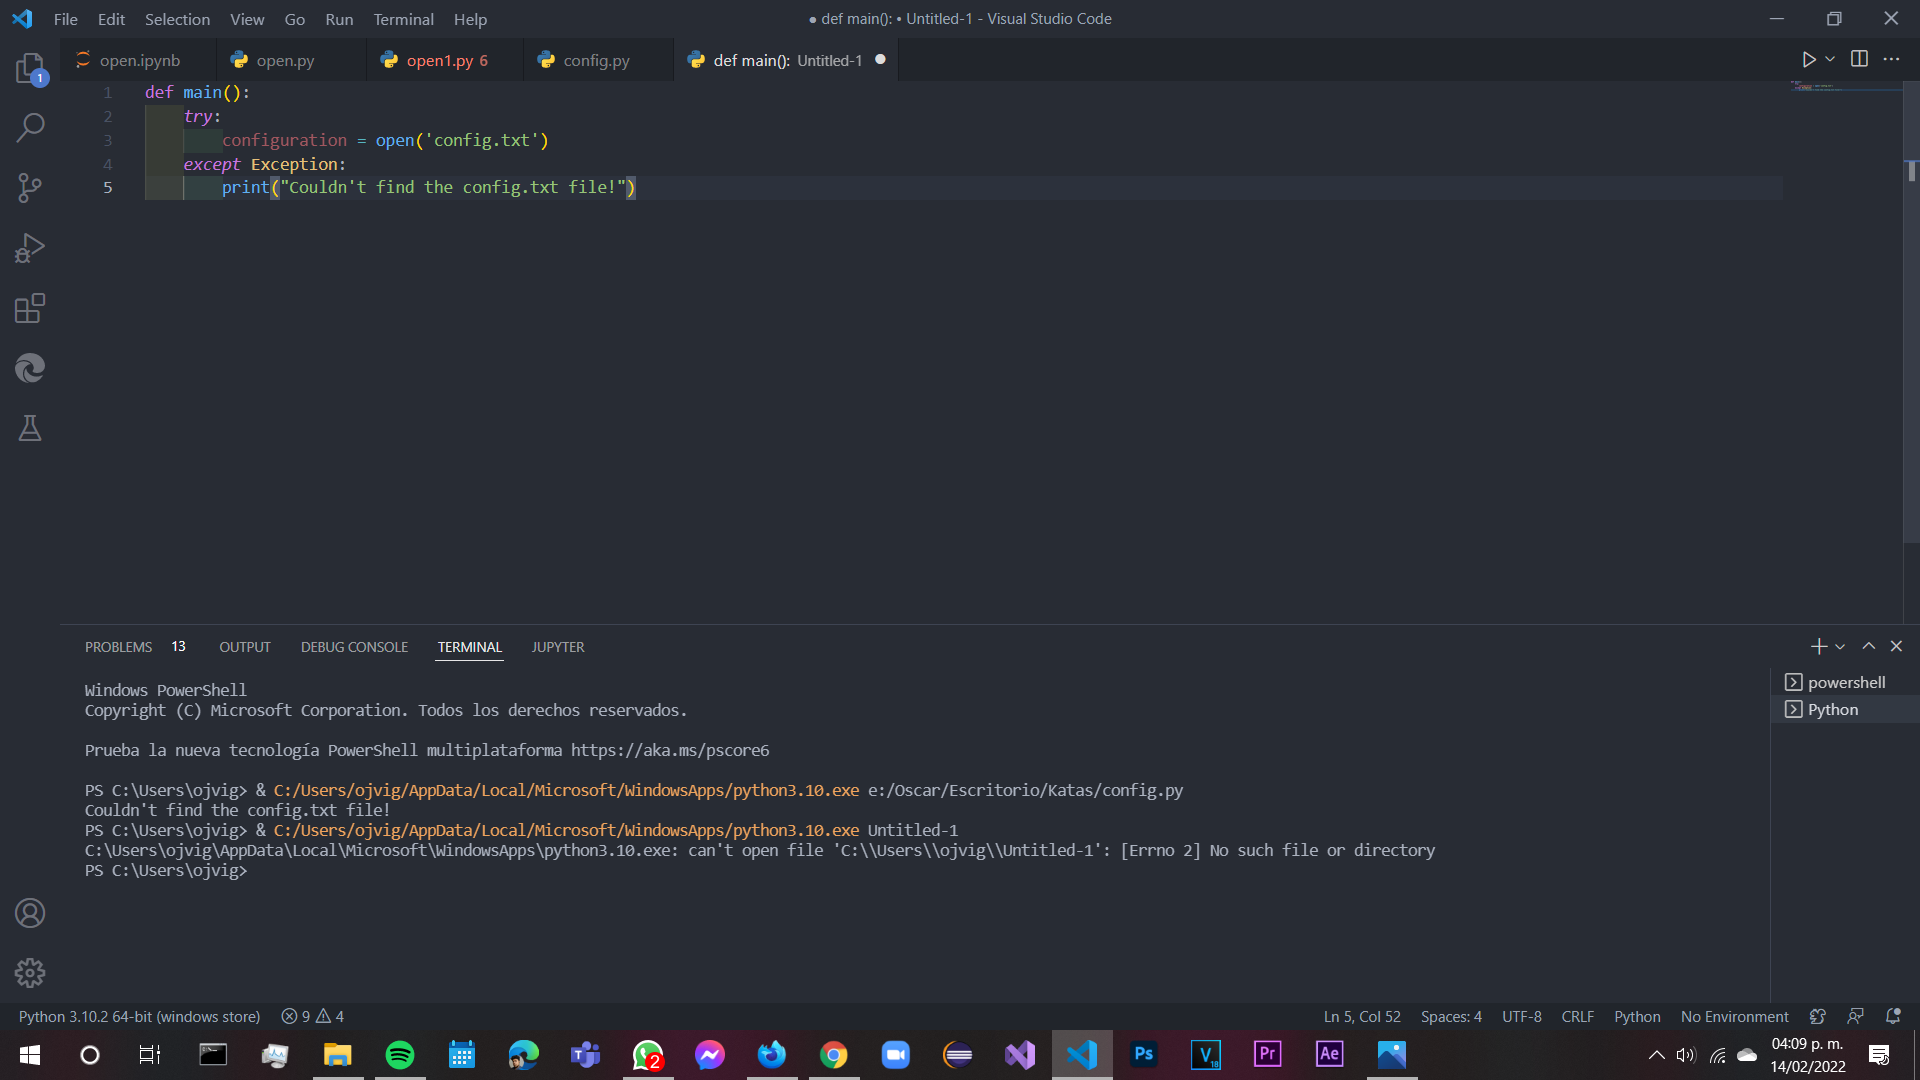 File Edit Selection View Go Run Terminal Help
● def main(): • Untitled-1 - Visual Studio Code
open.ipynb
open.py
open1.py 6
config.py
def main(): Untitled-1
1
1 def main():
2 try:
3 configuration = open('config.txt')
4 except Exception:
5 print("Couldn't find the config.txt file!")
PROBLEMS 13 OUTPUT DEBUG CONSOLE TERMINAL JUPYTER
powershell
Python
Windows PowerShell
Copyright (C) Microsoft Corporation. Todos los derechos reservados.
Prueba la nueva tecnología PowerShell multiplataforma https://aka.ms/pscore6
PS C:\Users\ojvig> & C:/Users/ojvig/AppData/Local/Microsoft/WindowsApps/python3.10.exe e:/Oscar/Escritorio/Katas/config.py
Couldn't find the config.txt file!
PS C:\Users\ojvig> & C:/Users/ojvig/AppData/Local/Microsoft/WindowsApps/python3.10.exe Untitled-1
C:\Users\ojvig\AppData\Local\Microsoft\WindowsApps\python3.10.exe: can't open file 'C:\\Users\\ojvig\\Untitled-1': [Errno 2] No such file or directory
PS C:\Users\ojvig>
Python 3.10.2 64-bit (windows store) 9 4
Ln 5, Col 52 Spaces: 4 UTF-8 CRLF Python No Environment
2
Ps
V
18
Pr
Ae
04:09 p. m.
14/02/2022